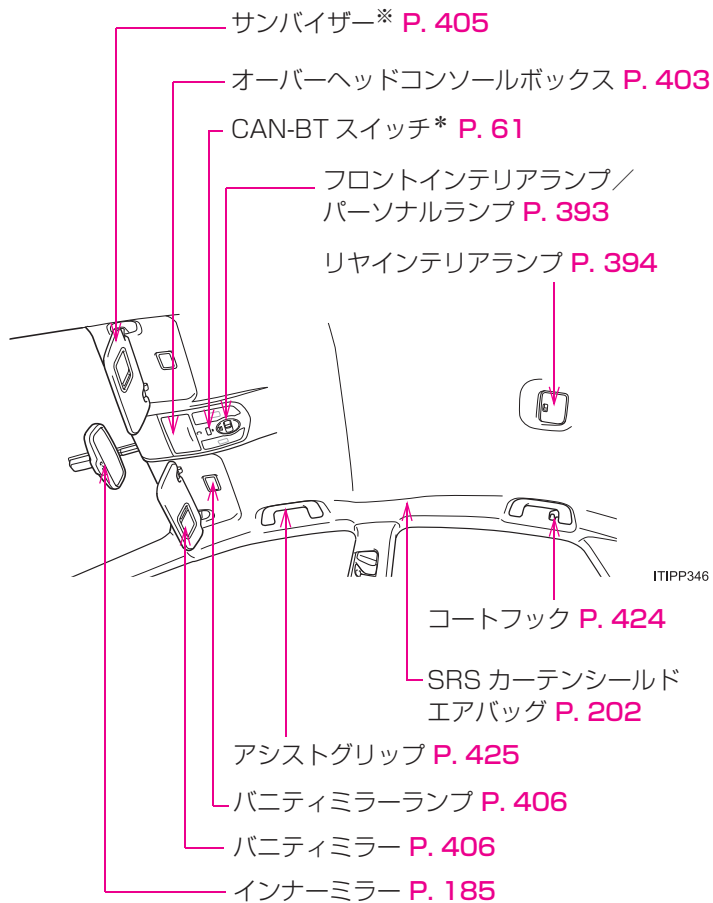 サンバイザー※ P. 405
オーバーヘッドコンソールボックス P. 403
CAN-BT スイッチ* P. 61
フロントインテリアランプ／
パーソナルランプ P. 393
リヤインテリアランプ P. 394
ITIPP346
コートフック P. 424
SRS カーテンシールド
エアバッグ P. 202
アシストグリップ P. 425
バニティミラーランプ P. 406
バニティミラー P. 406
インナーミラー P. 185